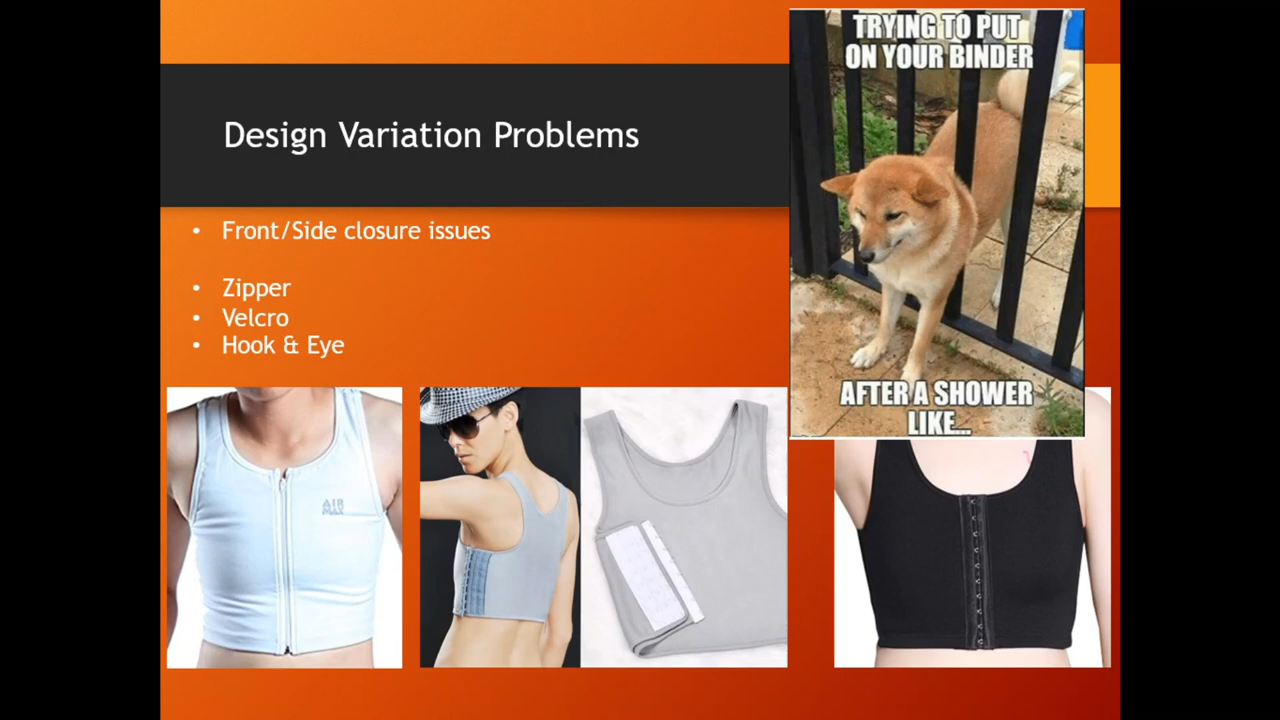 Design Variation Problems
• Front/Side closure issues
• Zipper
• Velcro
• Hook & Eye
TRYING TO PUT
ON YOUR BINDER
AFTER A SHOWER
LIKE...
AIR
MAX